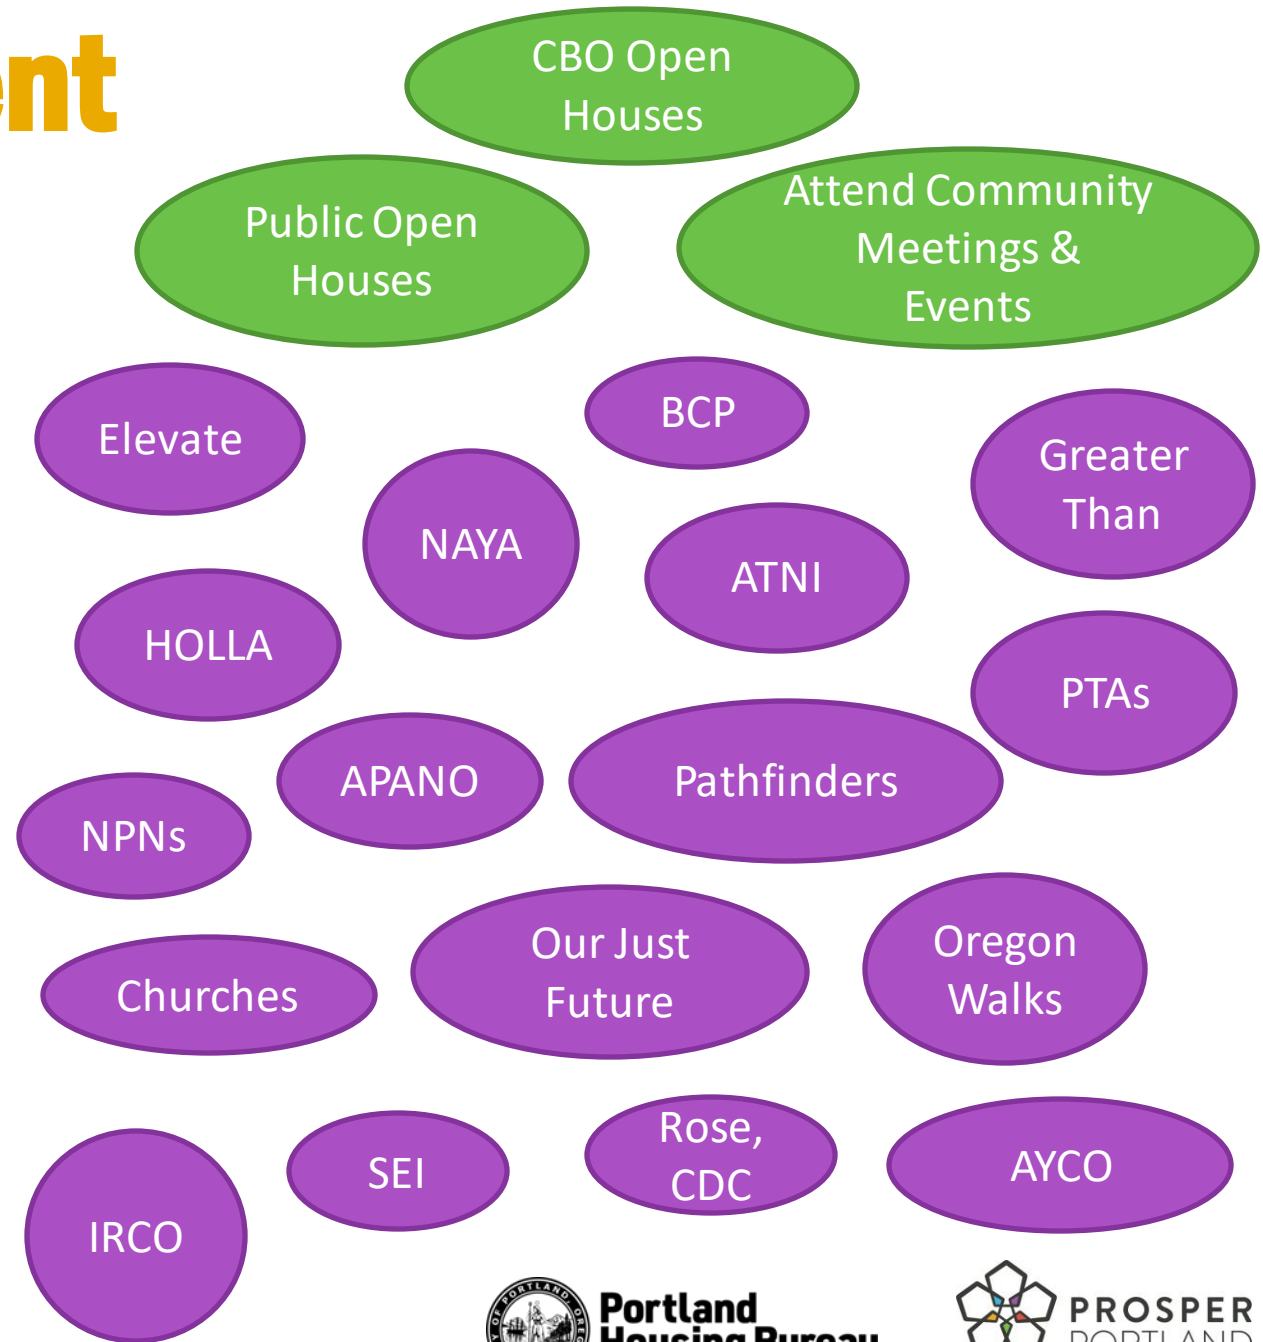 ent
CBO Open
Houses
Public Open
Houses
Attend Community
Meetings &
Events
Elevate
BCP
Greater
Than
NAYA
ATNI
HOLLA
PTAs
APANO
Pathfinders
NPNs
Our Just
Future
Oregon
Walks
Churches
Rose,
CDC
SEI
AYCO
IRCO
Portland
Housing Bureau
PROSPER
PORTLAND